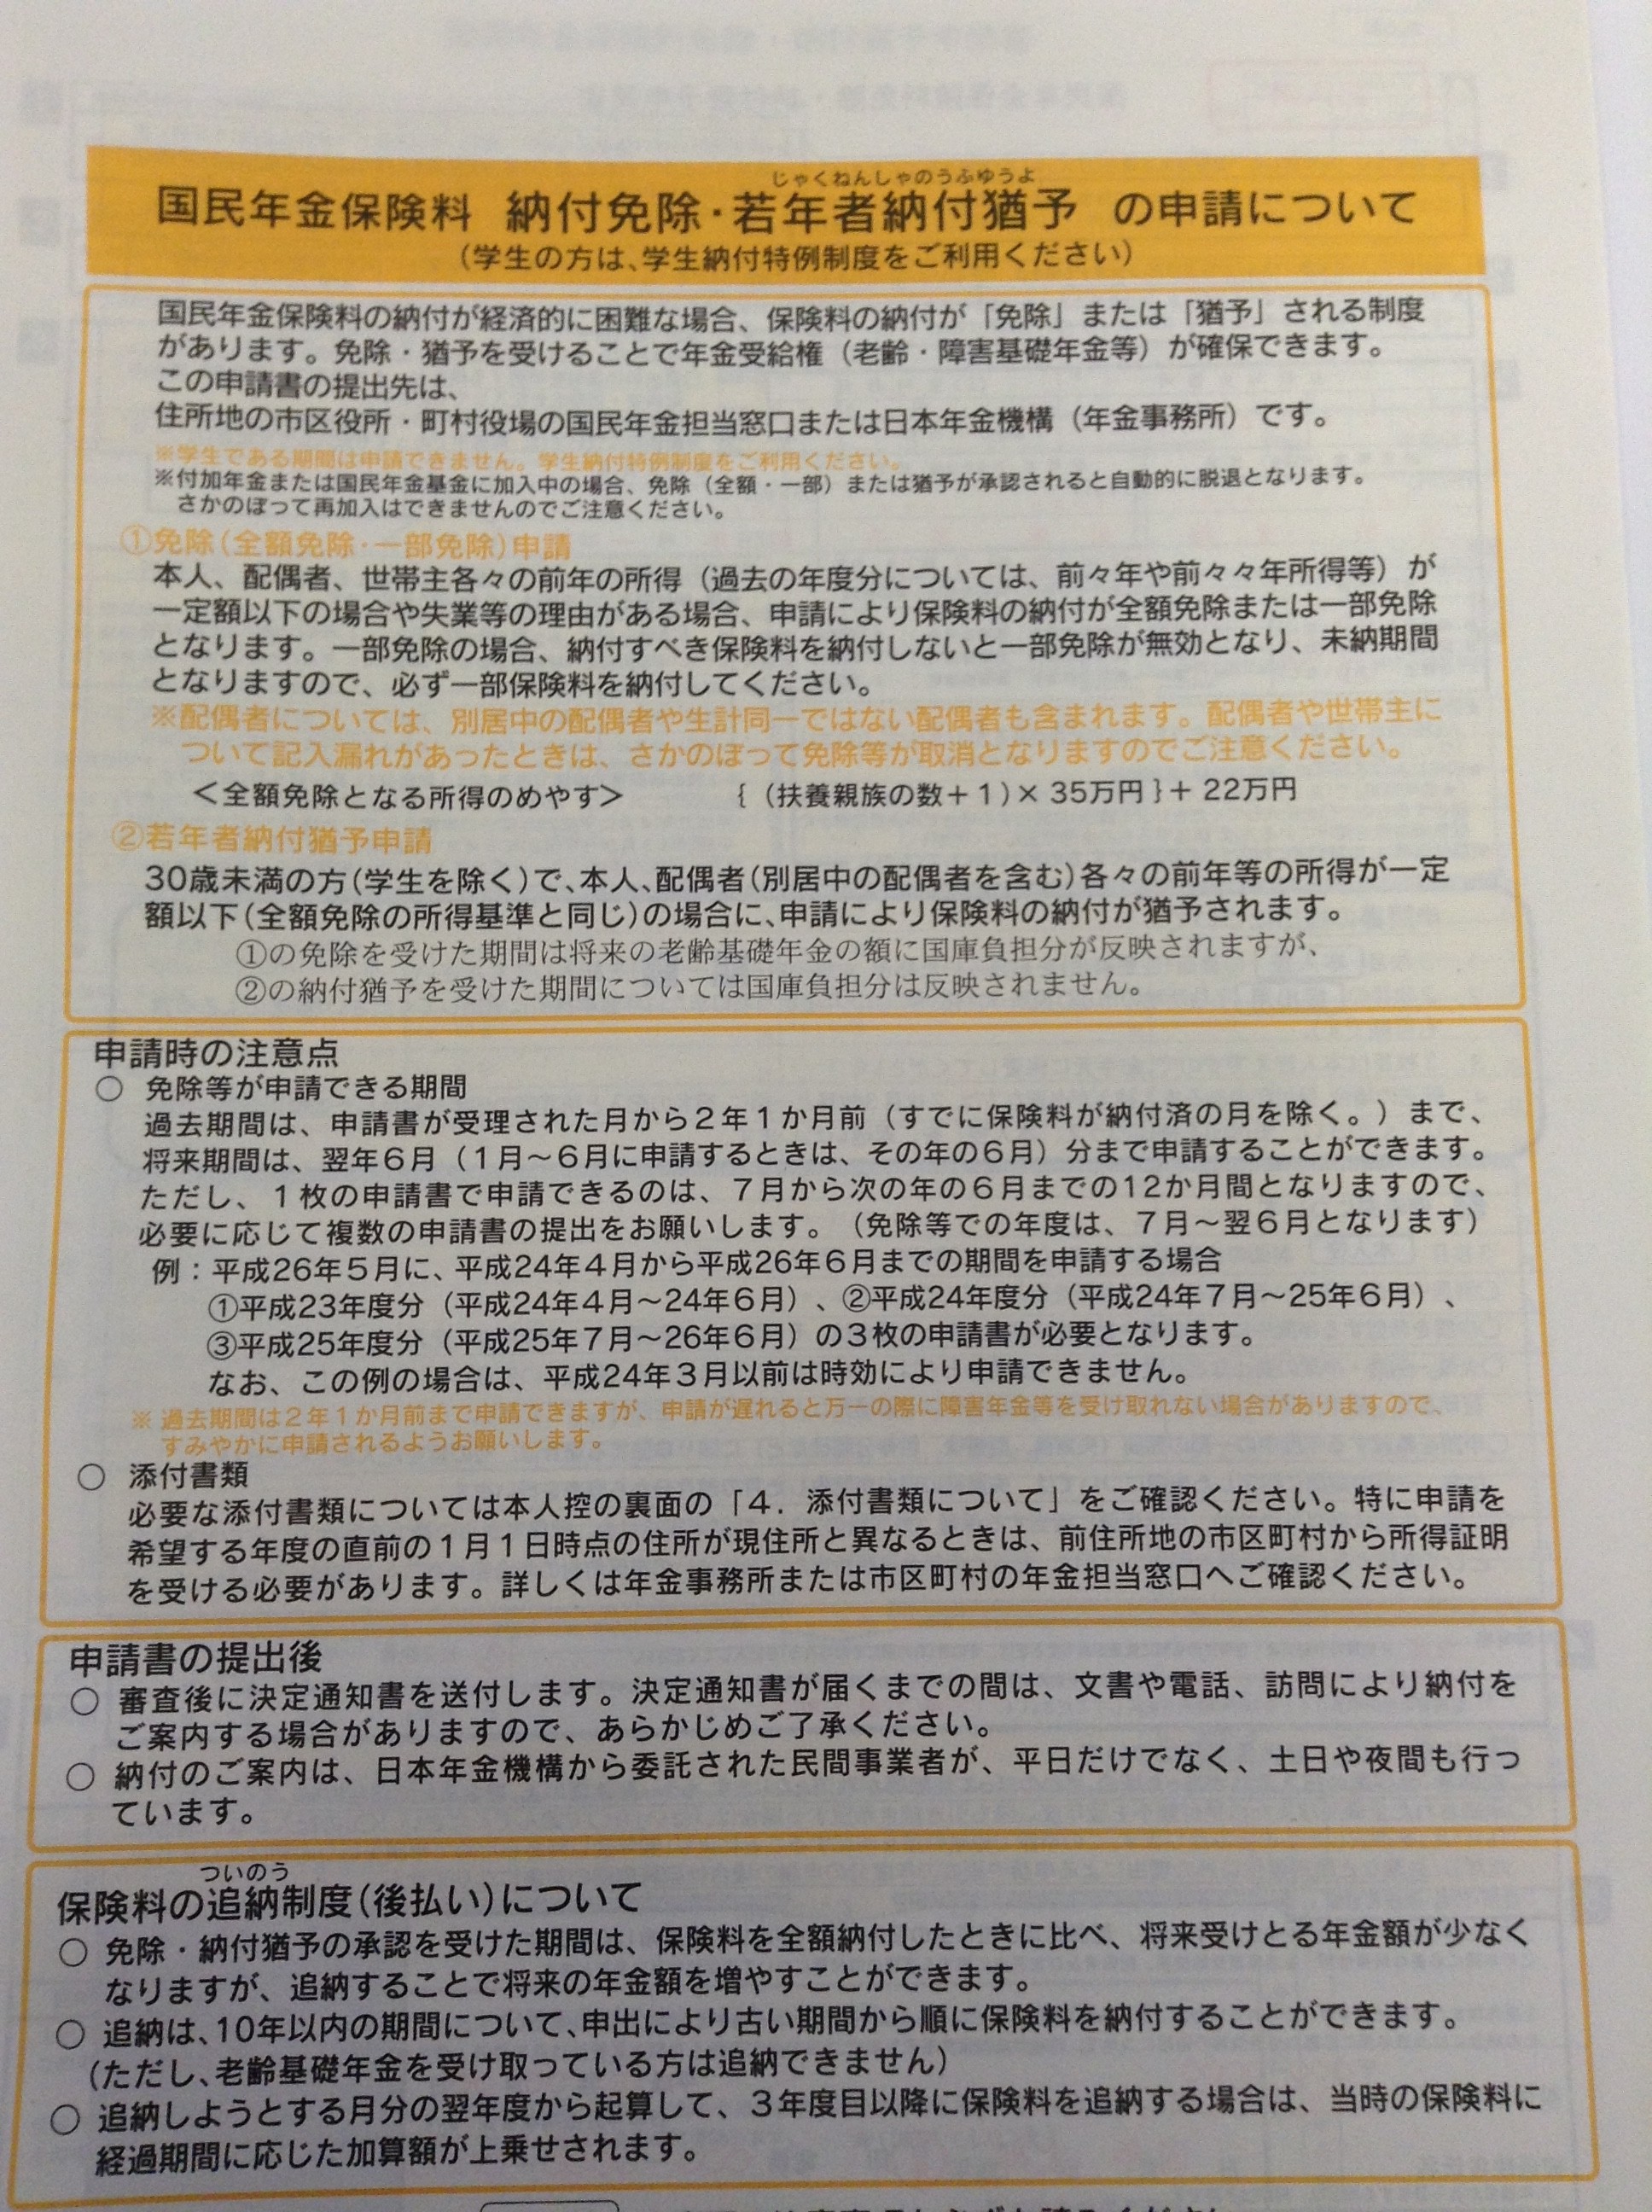 じゃくねんしゃのうふゆうよ
国民年金保険料 納付免除・若年者納付猶予 の申請について
(学生の方は、学生納付特例制度をご利用ください)
国民年金保険料の納付が経済的に困難な場合、保険料の納付が「免除」または「猶予」される制度
があります。免除・猶予を受けることで年金受給権（老齢・障害基礎年金等）が確保できます。
この申請書の提出先は、
住所地の市区役所・町村役場の国民年金担当窓口または日本年金機構（年金事務所）です。
※学生である期間は申請できません。学生納付特例制度をご利用ください。
※付加年金または国民年金基金に加入中の場合、免除（全額・一部）または猶予が承認されると自動的に脱退となります。
さかのぼって再加入はできませんのでご注意ください。
①免除(全額免除・一部免除)申請
本人、配偶者、世帯主各々の前年の所得（過去の年度分については、前々年や前々々年所得等）が
一定額以下の場合や失業等の理由がある場合、申請により保険料の納付が全額免除または一部免除
となります。一部免除の場合、納付すべき保険料を納付しないと一部免除が無効となり、未納期間
となりますので、必ず一部保険料を納付してください。
※配偶者については、別居中の配偶者や生計同一ではない配偶者も含まれます。配偶者や世帯主に
ついて記入漏れがあったときは、さかのぼって免除等が取消となりますのでご注意ください。
＜全額免除となる所得のめやす＞ {（扶養親族の数＋１）× 35万円 }＋ 22万円
②若年者納付猶予申請
30歳未満の方(学生を除く)で、本人、配偶者(別居中の配偶者を含む)各々の前年等の所得が一定
額以下(全額免除の所得基準と同じ)の場合に、申請により保険料の納付が猶予されます。
①の免除を受けた期間は将来の老齢基礎年金の額に国庫負担分が反映されますが、
②の納付猶予を受けた期間については国庫負担分は反映されません。
申請時の注意点
○ 免除等が申請できる期間
過去期間は、申請書が受理された月から２年１か月前（すでに保険料が納付済の月を除く。）まで、
将来期間は、翌年６月（１月～６月に申請するときは、その年の６月）分まで申請することができます。
ただし、１枚の申請書で申請できるのは、７月から次の年の６月までの12か月間となりますので、
必要に応じて複数の申請書の提出をお願いします。（免除等での年度は、７月～翌６月となります）
例：平成26年５月に、平成24年４月から平成26年６月までの期間を申請する場合
①平成23年度分（平成24年４月～24年６月）、②平成24年度分（平成24年７月～25年６月）、
③平成25年度分（平成25年７月～26年６月）の３枚の申請書が必要となります。
なお、この例の場合は、平成24年３月以前は時効により申請できません。
※ 過去期間は２年１か月前まで申請できますが、申請が遅れると万一の際に障害年金等を受け取れない場合がありますので、
すみやかに申請されるようお願いします。
○ 添付書類
必要な添付書類については本人控の裏面の「４．添付書類について」をご確認ください。特に申請を
希望する年度の直前の１月１日時点の住所が現住所と異なるときは、前住所地の市区町村から所得証明
を受ける必要があります。詳しくは年金事務所または市区町村の年金担当窓口へご確認ください。
申請書の提出後
○ 審査後に決定通知書を送付します。決定通知書が届くまでの間は、文書や電話、訪問により納付を
ご案内する場合がありますので、あらかじめご了承ください。
○ 納付のご案内は、日本年金機構から委託された民間事業者が、平日だけでなく、土日や夜間も行っ
ています。
ついのう
保険料の追納制度(後払い)について
○ 免除・納付猶予の承認を受けた期間は、保険料を全額納付したときに比べ、将来受けとる年金額が少なく
なりますが、追納することで将来の年金額を増やすことができます。
○ 追納は、10年以内の期間について、申出により古い期間から順に保険料を納付することができます。
(ただし、老齢基礎年金を受け取っている方は追納できません)
○ 追納しようとする月分の翌年度から起算して、３年度目以降に保険料を追納する場合は、当時の保険料に
経過期間に応じた加算額が上乗せされます。